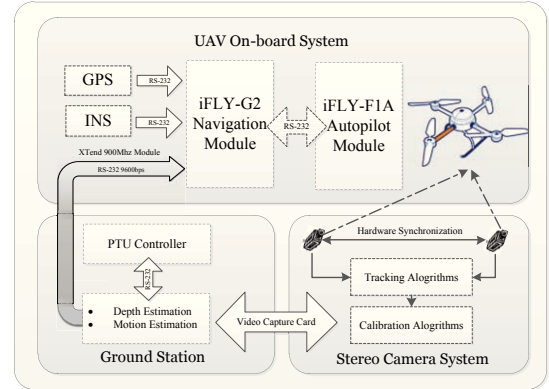 UAV On-board System
GPS
RS-232
INS
RS-232
iFLY-G2
Navigation
Module
RS-232
iFLY-F1A
Autopilot
Module
XTend 900Mhz Module
RS-232 9600bps
PTU Controller
RS-232
• Depth Estimation
• Motion Estimation
Ground Station
Video Capture Card
Hardware Synchronization
Tracking Alogrithms
Calibration Alogrithms
Stereo Camera System